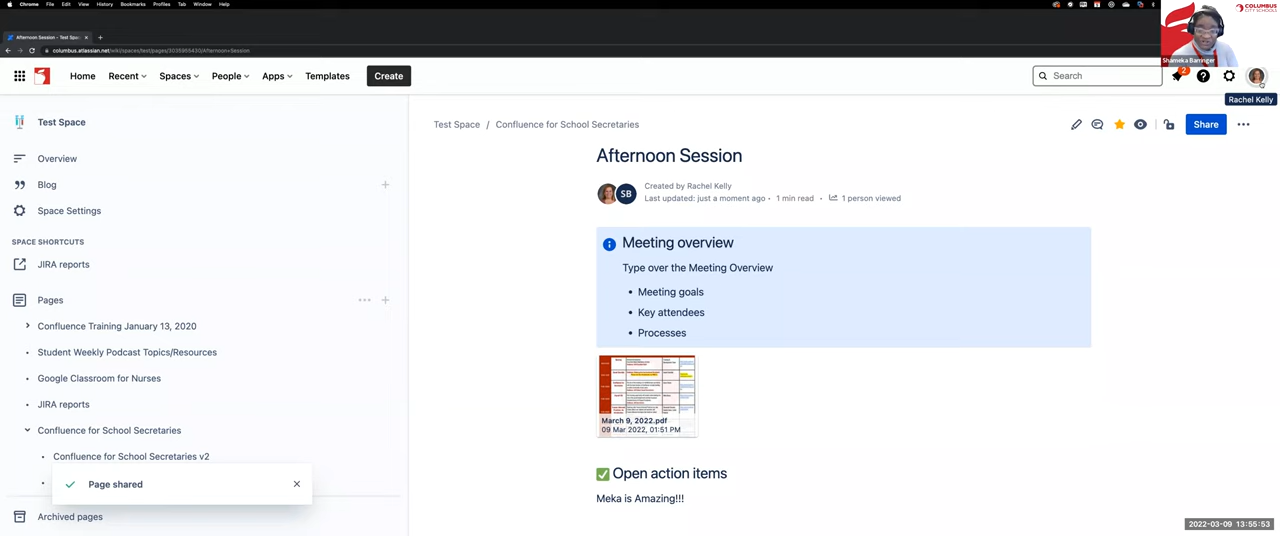 Chrome File Edit View History Bookmarks Profiles Tab Window Help
Afternoon Session - Test Spac
columbus.atlassian.net/wiki/spaces/test/pages/3035965430/Afternoon+Session
COLUMBUS
CITY SCHOOLS
Shameka Barringer
Home Recent Spaces People Apps Templates Create
Search
2
Rachel Kelly
Test Space
Overview
Blog
Space Settings
SPACE SHORTCUTS
JIRA reports
Pages
Confluence Training January 13, 2020
Student Weekly Podcast Topics/Resources
Google Classroom for Nurses
JIRA reports
Confluence for School Secretaries
Confluence for School Secretaries v2
Page shared
Archived pages
Test Space / Confluence for School Secretaries
Share
Afternoon Session
SB
Created by Rachel Kelly
Last updated: just a moment ago • 1 min read • 1 person viewed
Meeting overview
Type over the Meeting Overview
• Meeting goals
• Key attendees
• Processes
March 9, 2022.pdf
09 Mar 2022, 01:51 PM
✅ Open action items
Meka is Amazing!!!
2022-03-09 13:55:53